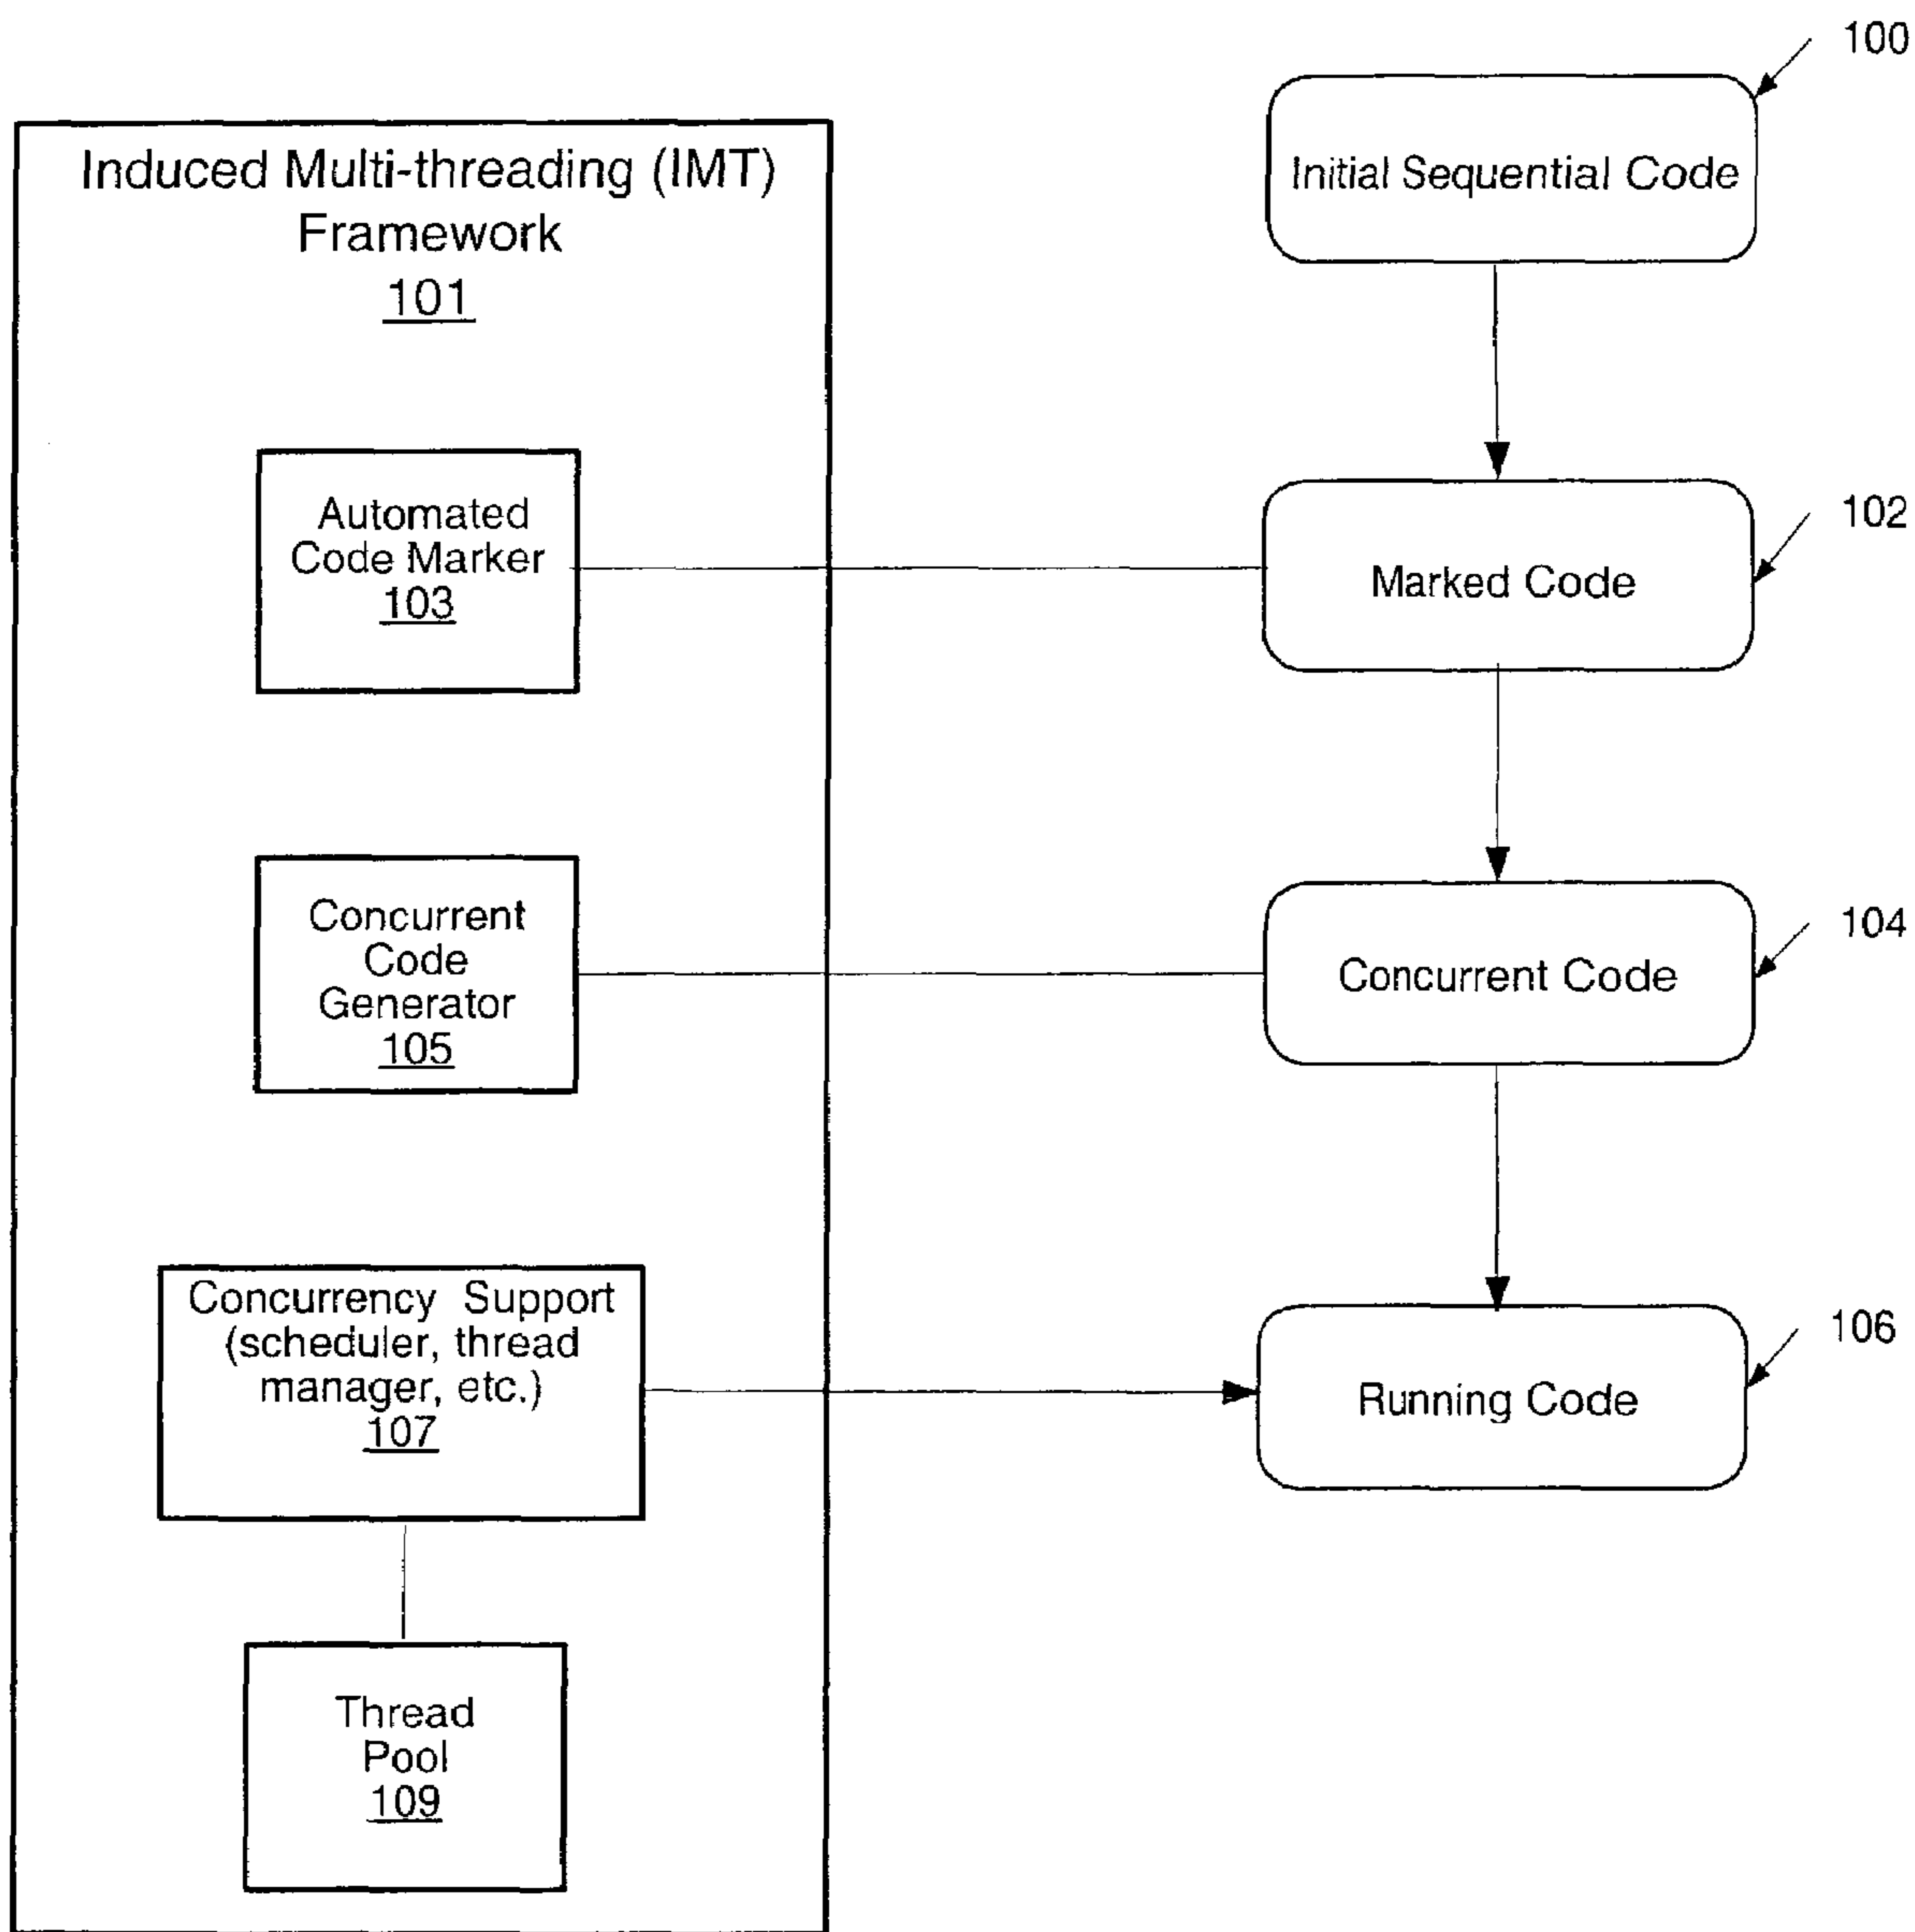 Induced Multi-threading (IMT)
Framework
101
Automated
Code Marker
103
Concurrent
Code
Generator
105
Concurrency Support
(scheduler, thread
manager, etc.)
107
Thread
Pool
109
100
Initial Sequential Code
102
Marked Code
104
Concurrent Code
106
Running Code